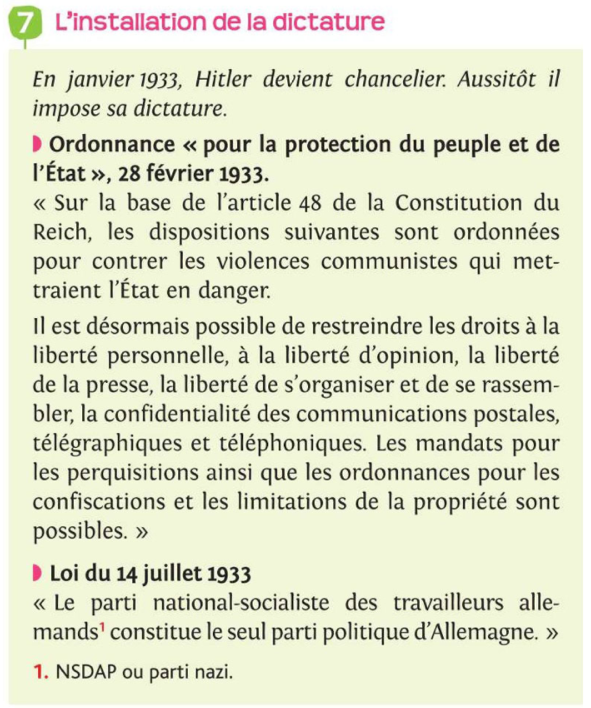 7 L'installation de la dictature
En janvier 1933, Hitler devient chancelier. Aussitôt il
impose sa dictature.
Ordonnance « pour la protection du peuple et de
l'État », 28 février 1933.
« Sur la base de l'article 48 de la Constitution du
Reich, les dispositions suivantes sont ordonnées
pour contrer les violences communistes qui met-
traient l'État en danger.
Il est désormais possible de restreindre les droits à la
liberté personnelle, à la liberté d'opinion, la liberté
de la presse, la liberté de s'organiser et de se rassem-
bler, la confidentialité des communications postales,
télégraphiques et téléphoniques. Les mandats pour
les perquisitions ainsi que les ordonnances pour les
confiscations et les limitations de la propriété sont
possibles. »
Loi du 14 juillet 1933
« Le parti national-socialiste des travailleurs alle-
mands¹ constitue le seul parti politique d'Allemagne. »
1. NSDAP ou parti nazi.